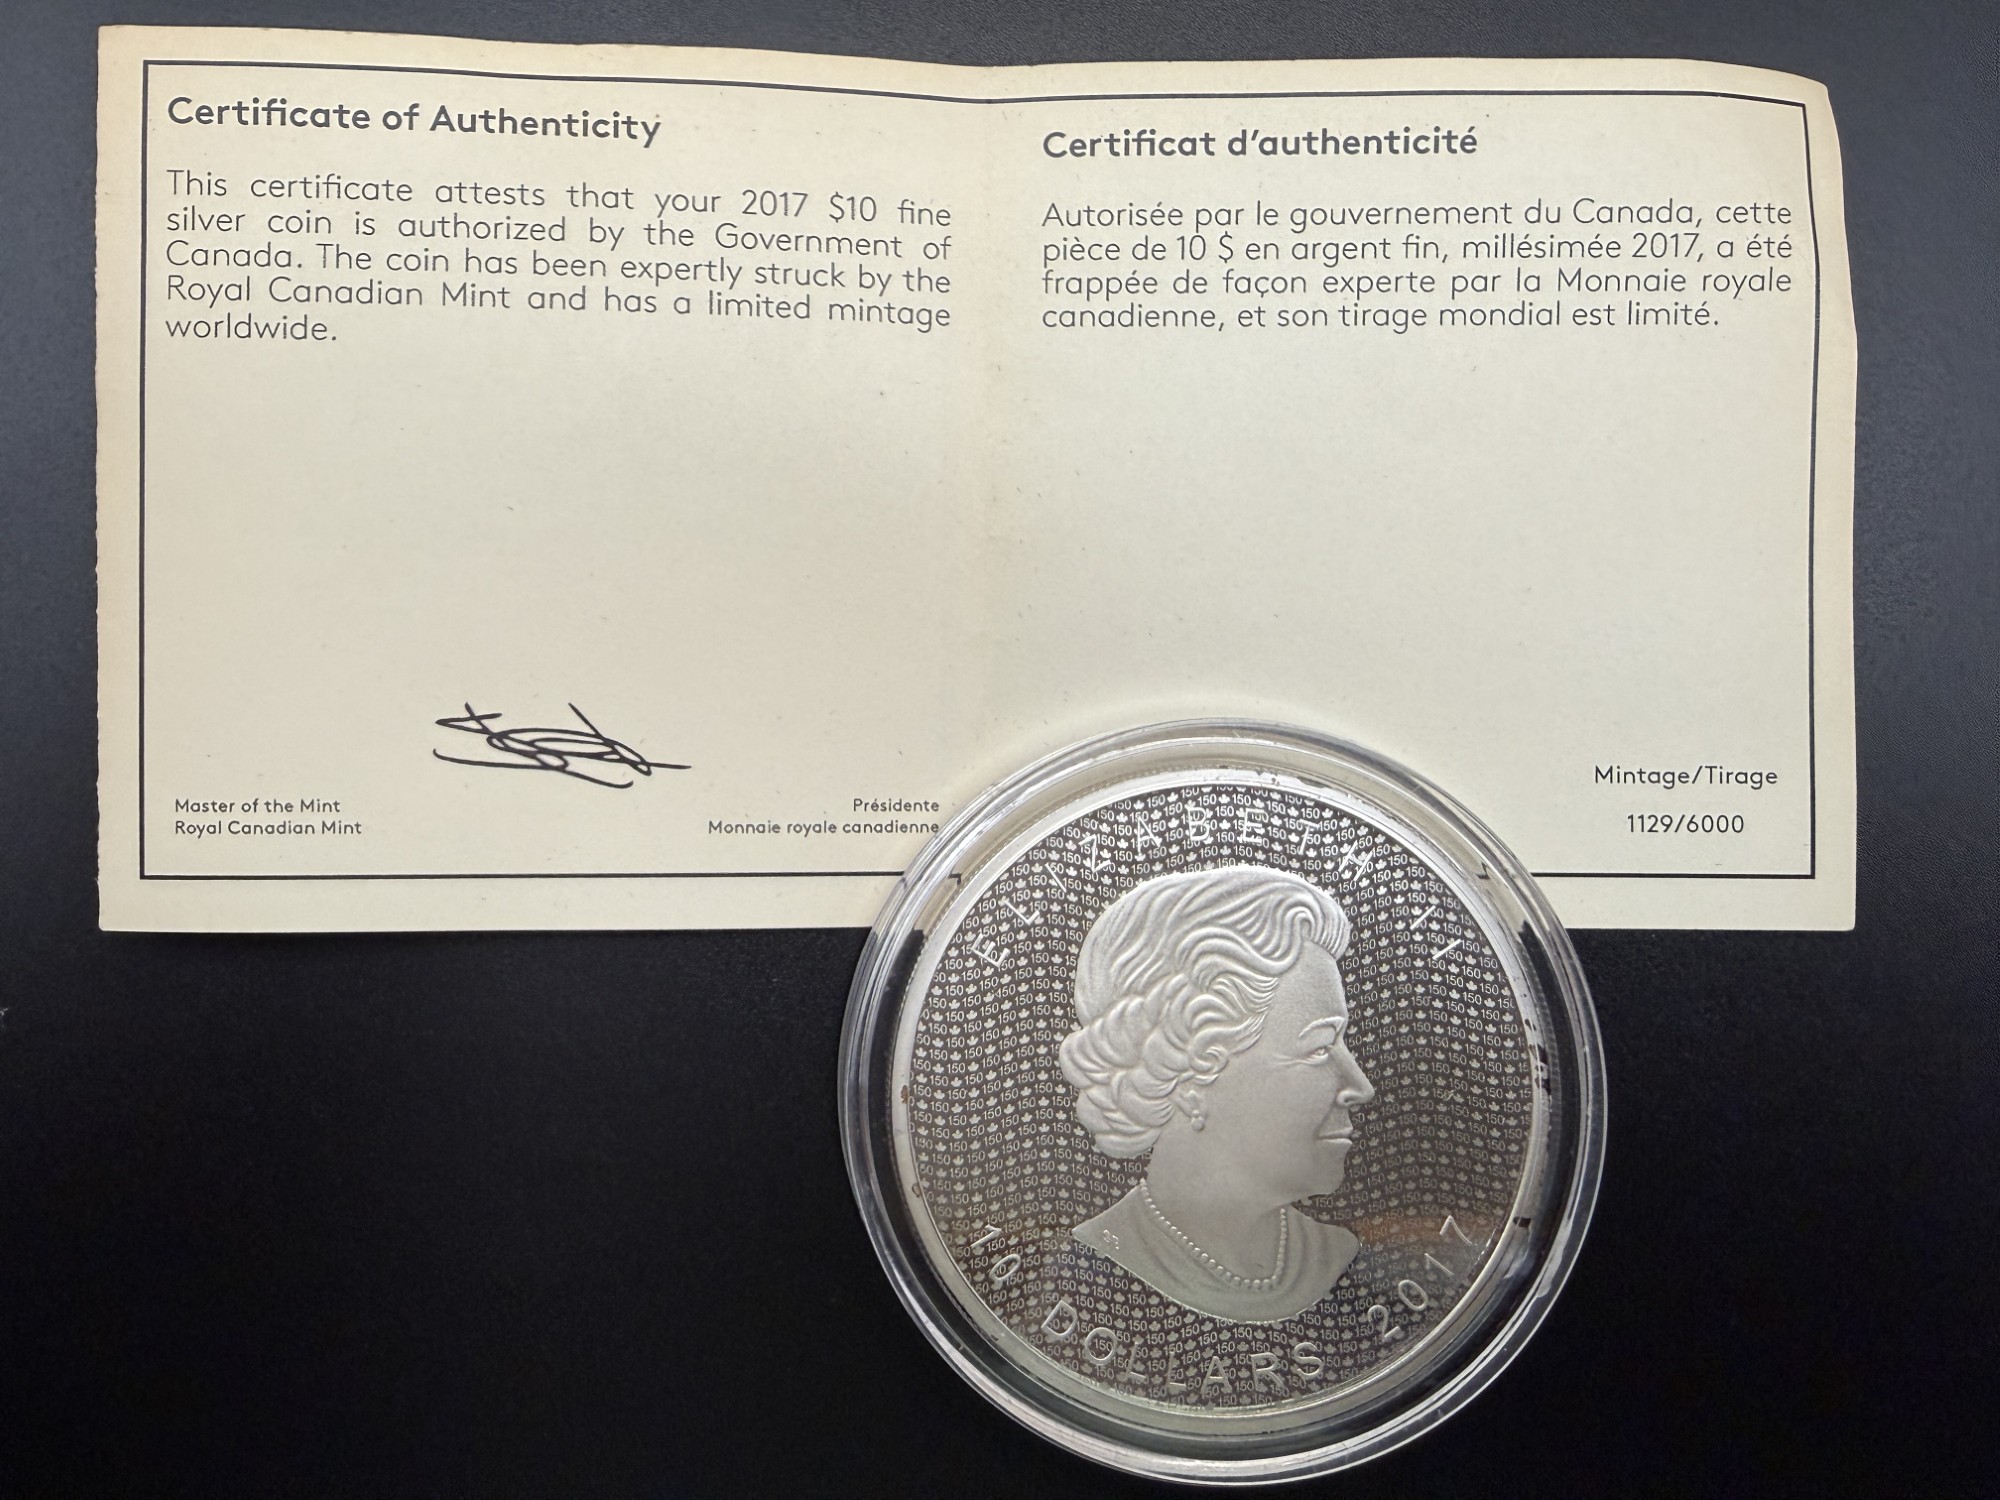 Certificate of Authenticity
This certificate attests that your 2017 $10 fine
silver coin is authorized by the Government of
Canada. The coin has been expertly struck by the
Royal Canadian Mint and has a limited mintage
worldwide.
Master of the Mint
Royal Canadian Mint
Présidente
Monnaie royale canadienne
Certificat d'authenticité
Autorisée par le gouvernement du Canada, cette
pièce de 10 $ en argent fin, millésimée 2017, a été
frappée de façon experte par la Monnaie royale
canadienne, et son tirage mondial est limité.
Mintage/Tirage
1129/6000
ELIZABETH II
10 DOLLARS 2017
150